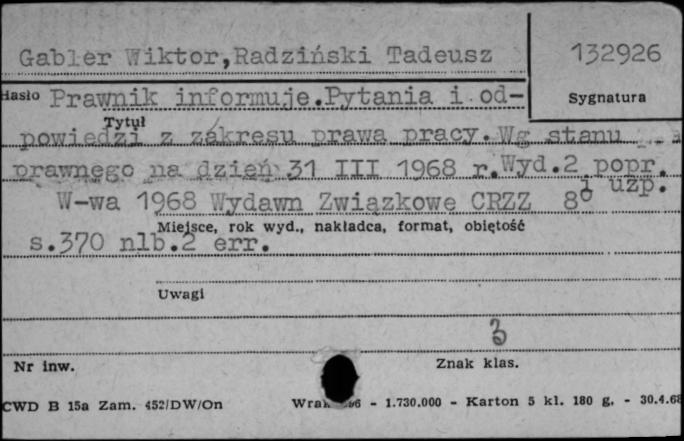 Gabler Wiktor,Radziński Tadeusz
132926
Hasło
Sygnatura
Prawnik informuje.Pytania i od-
Tytuł
powiedzi z zakresu prawa pracy.Wg stanu
prawnego na dzień 31 III 1968 r.Wyd.2 popr.
i uzp.
W-wa 1968 Wydawn Związkowe CRZZ 8°
Miejsce, rok wyd., nakładca, format, objętość
s.370 nlb.2 err.
Uwagi
3
Nr inw.
Znak klas.
CWD B 15a Zam. 452/DW/On
- 1.730.000 - Karton 5 kl. 180 g. - 30.4.68